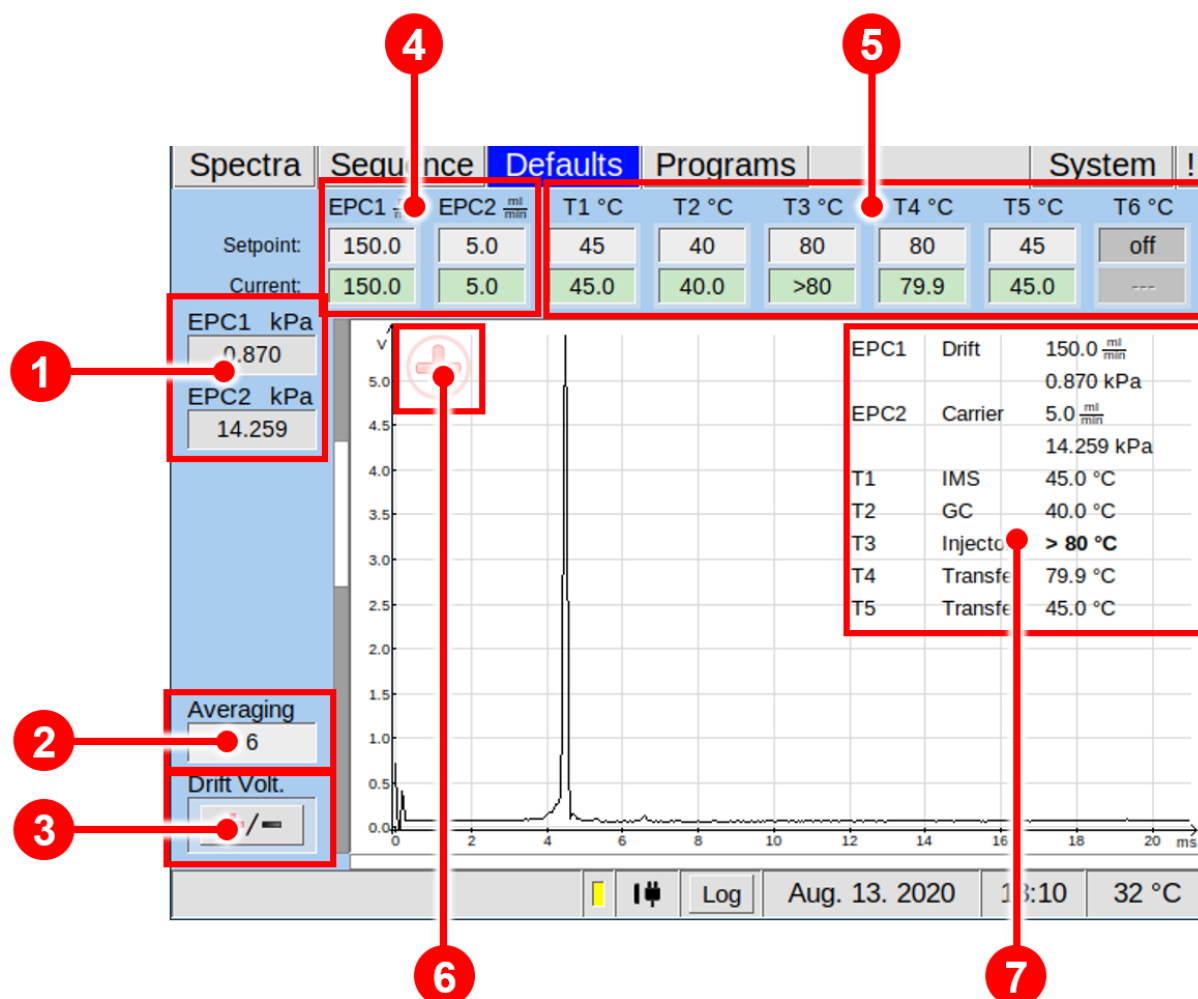 4 5
Spectra Sequence Defaults Programs System !
EPC1 EPC2 ml/min T1 °C T2 °C T3 °C T4 °C T5 °C T6 °C
Setpoint: 150.0 5.0 45 40 80 80 45 off
Current: 150.0 5.0 45.0 40.0 >80 79.9 45.0 ---
EPC1 kPa
0.870
1
EPC2 kPa
14.259
V
5.0
4.5
4.0
3.5
3.0
2.5
2.0
1.5
1.0
0.5
0.0
0 2 4 6 8 10 12 14 16 18 20 ms
EPC1 Drift 150.0 ml/min
0.870 kPa
EPC2 Carrier 5.0 ml/min
14.259 kPa
T1 IMS 45.0 °C
T2 GC 40.0 °C
T3 > 80 °C
T4 79.9 °C
T5 45.0 °C
Averaging
2
6
Drift Volt.
3
/-
Log Aug. 13. 2020 :10 32 °C
6 7